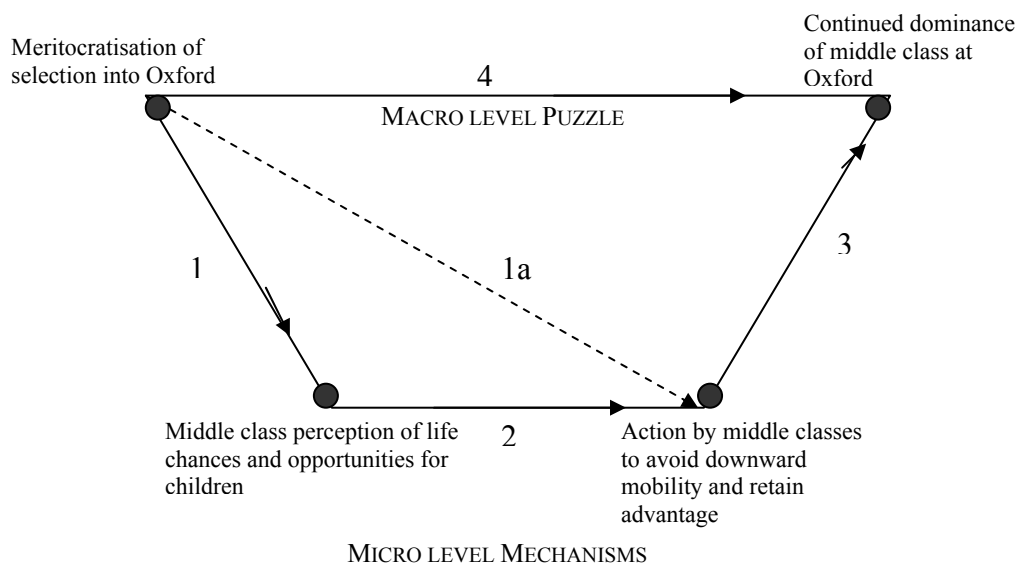 Meritocratisation of
selection into Oxford
Continued dominance
of middle class at
Oxford
4
MACRO LEVEL PUZZLE
1
1a
3
Middle class perception of life
chances and opportunities for
children
2
Action by middle classes
to avoid downward
mobility and retain
advantage
MICRO LEVEL MECHANISMS